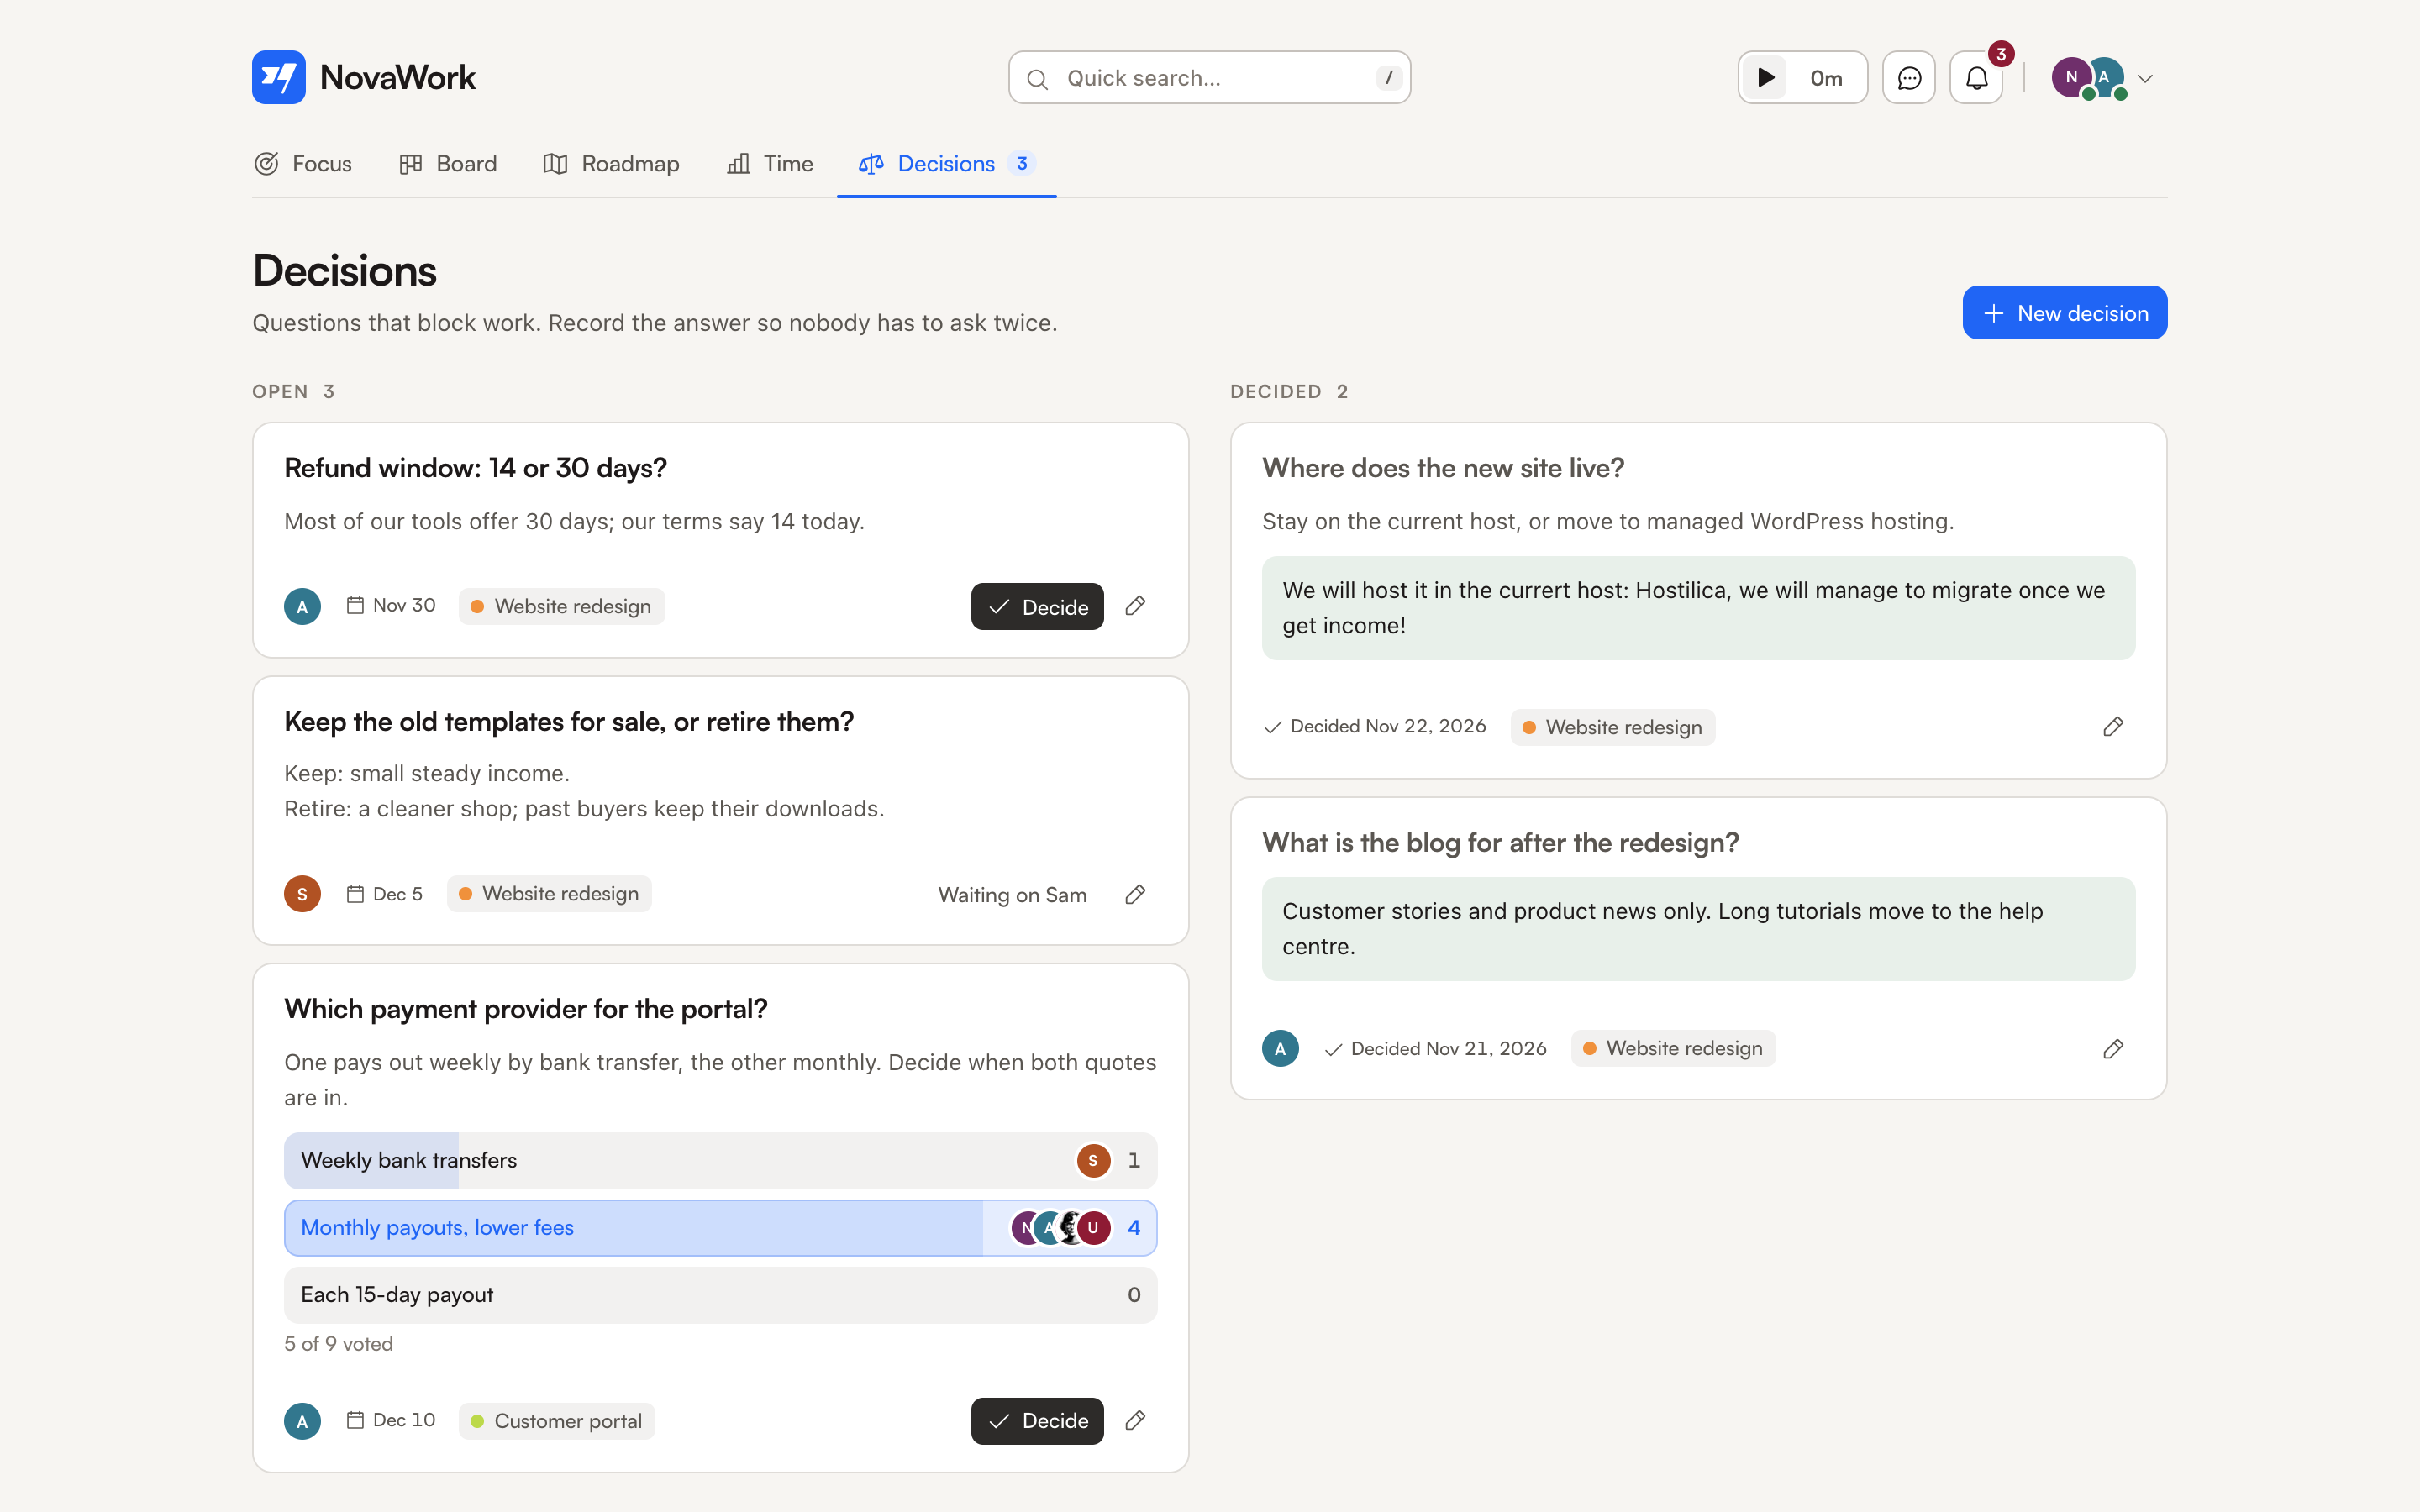 NovaWork
Quick search...
/
0m
3
N
A
Focus
Board
Roadmap
Time
Decisions 3
Decisions
Questions that block work. Record the answer so nobody has to ask twice.
New decision
OPEN 3
Refund window: 14 or 30 days?
Most of our tools offer 30 days; our terms say 14 today.
A
Nov 30
Website redesign
Decide
Keep the old templates for sale, or retire them?
Keep: small steady income.
Retire: a cleaner shop; past buyers keep their downloads.
S
Dec 5
Website redesign
Waiting on Sam
Which payment provider for the portal?
One pays out weekly by bank transfer, the other monthly. Decide when both quotes
are in.
Weekly bank transfers
S
1
Monthly payouts, lower fees
N
A
U
4
Each 15-day payout
0
5 of 9 voted
A
Dec 10
Customer portal
Decide
DECIDED 2
Where does the new site live?
Stay on the current host, or move to managed WordPress hosting.
We will host it in the currert host: Hostilica, we will manage to migrate once we
get income!
Decided Nov 22, 2026
Website redesign
What is the blog for after the redesign?
Customer stories and product news only. Long tutorials move to the help
centre.
A
Decided Nov 21, 2026
Website redesign